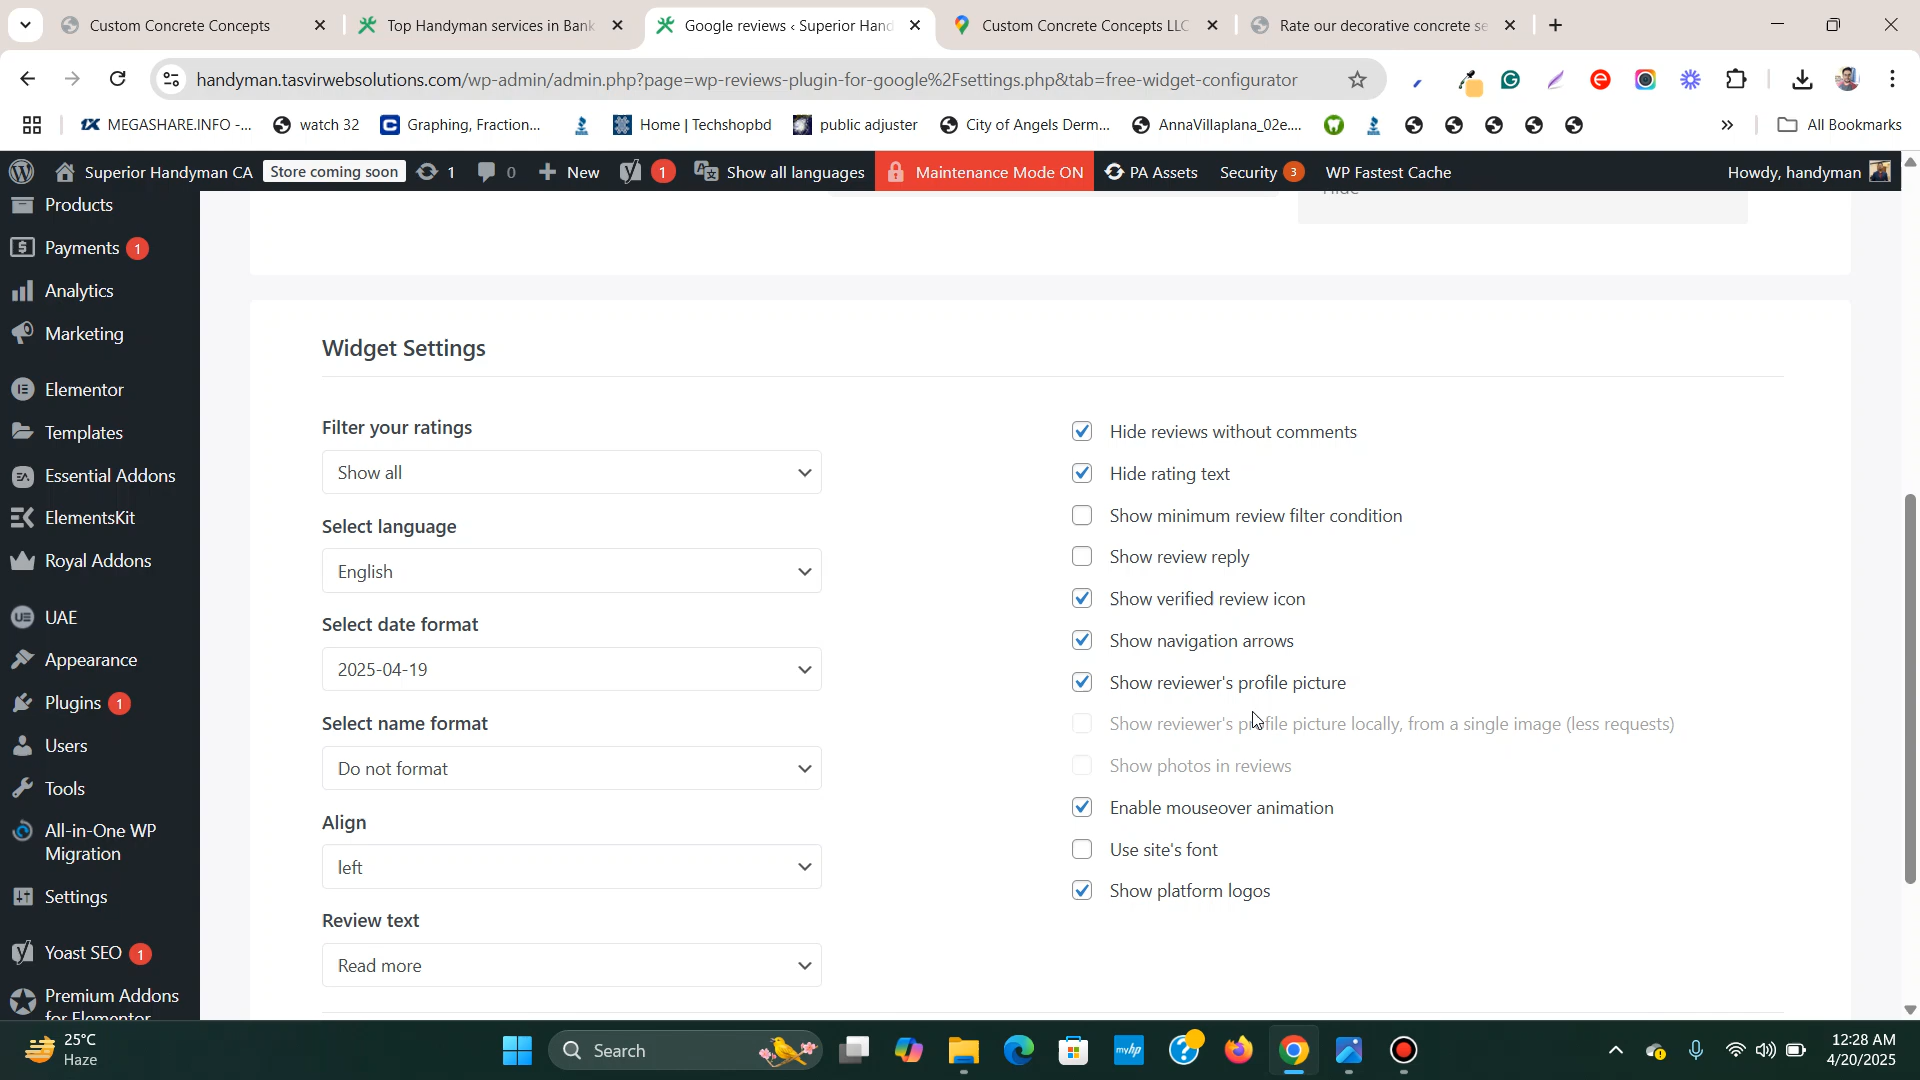 Custom Concrete Concepts
Top Handyman services in Bank
Google reviews ‹ Superior Hand
Custom Concrete Concepts LLC
Rate our decorative concrete se
handyman.tasvirwebsolutions.com/wp-admin/admin.php?page=wp-reviews-plugin-for-google%2Fsettings.php&tab=free-widget-configurator
MEGASHARE.INFO -...
watch 32
Graphing, Fraction...
Home | Techshopbd
public adjuster
City of Angels Derm...
AnnaVillaplana_02e....
»
All Bookmarks
Superior Handyman CA
Store coming soon
1
0
New
1
Show all languages
Maintenance Mode ON
PA Assets
Security 3
WP Fastest Cache
Howdy, handyman
Products
Payments 1
Analytics
Marketing
Elementor
Templates
Essential Addons
ElementsKit
Royal Addons
UAE
Appearance
Plugins 1
Users
Tools
All-in-One WP
Migration
Settings
Yoast SEO 1
Premium Addons
for Elementor
Hide
Widget Settings
Filter your ratings
Show all
Select language
English
Select date format
2025-04-19
Select name format
Do not format
Align
left
Review text
Read more
Hide reviews without comments
Hide rating text
Show minimum review filter condition
Show review reply
Show verified review icon
Show navigation arrows
Show reviewer's profile picture
Show reviewer's profile picture locally, from a single image (less requests)
Show photos in reviews
Enable mouseover animation
Use site's font
Show platform logos
25°C
Haze
Search
myhp
12:28 AM
4/20/2025